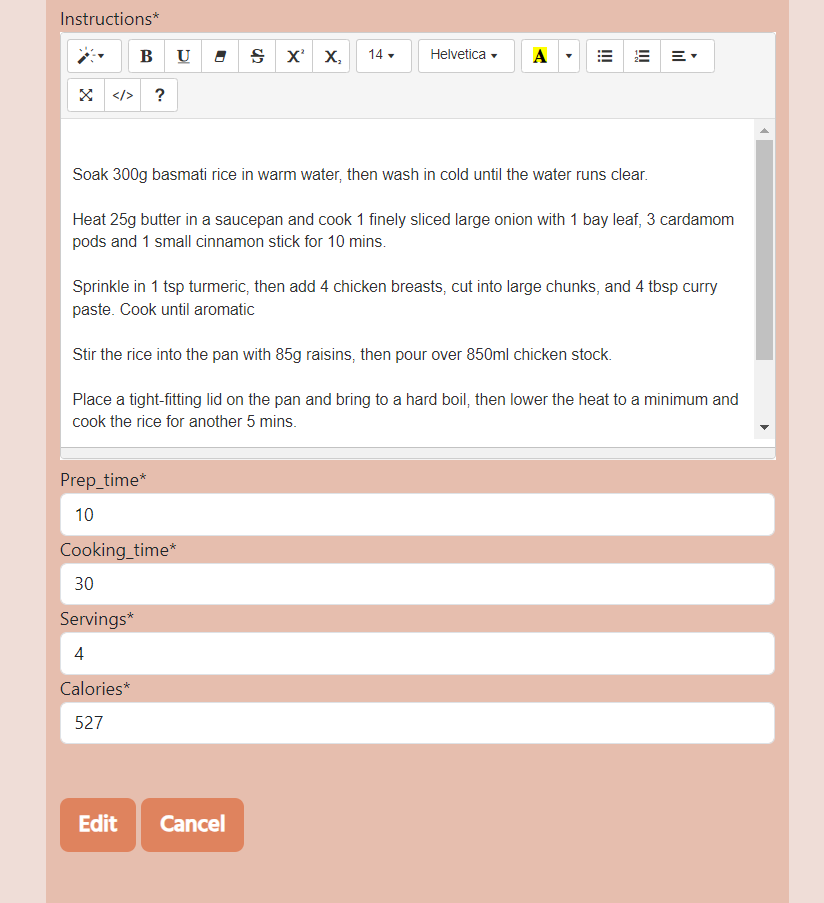 Instructions*
B U S X² X₂ 14 Helvetica A
</> ?
Soak 300g basmati rice in warm water, then wash in cold until the water runs clear.
Heat 25g butter in a saucepan and cook 1 finely sliced large onion with 1 bay leaf, 3 cardamom
pods and 1 small cinnamon stick for 10 mins.
Sprinkle in 1 tsp turmeric, then add 4 chicken breasts, cut into large chunks, and 4 tbsp curry
paste. Cook until aromatic
Stir the rice into the pan with 85g raisins, then pour over 850ml chicken stock.
Place a tight-fitting lid on the pan and bring to a hard boil, then lower the heat to a minimum and
cook the rice for another 5 mins.
Prep_time*
10
Cooking_time*
30
Servings*
4
Calories*
527
Edit Cancel